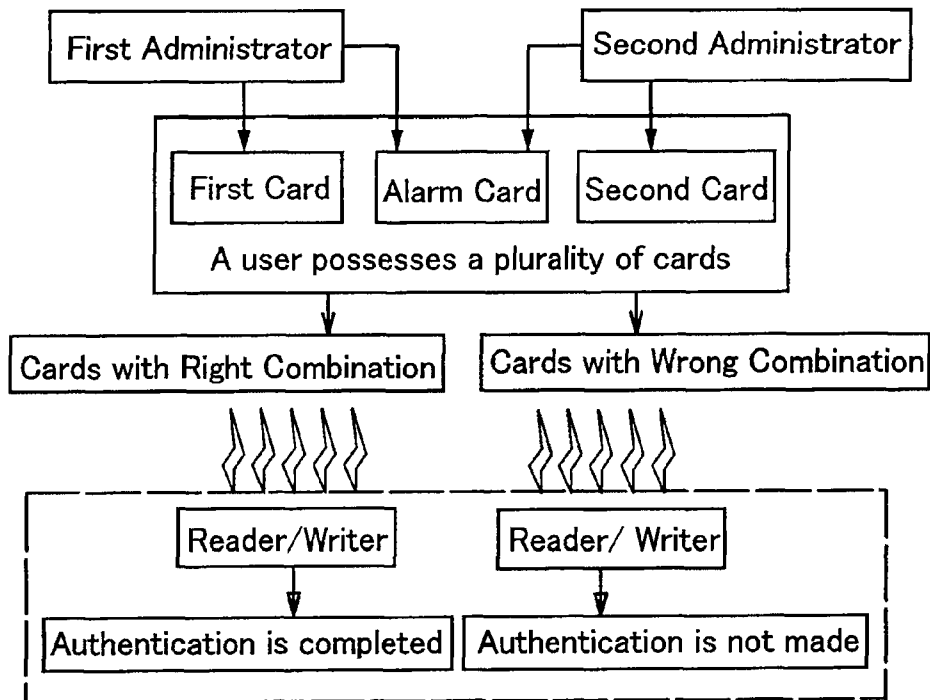 First Administrator
Second Administrator
First Card
Alarm Card
Second Card
A user possesses a plurality of cards
Cards with Right Combination
Cards with Wrong Combination
Reader/Writer
Reader/ Writer
Authentication is completed
Authentication is not made